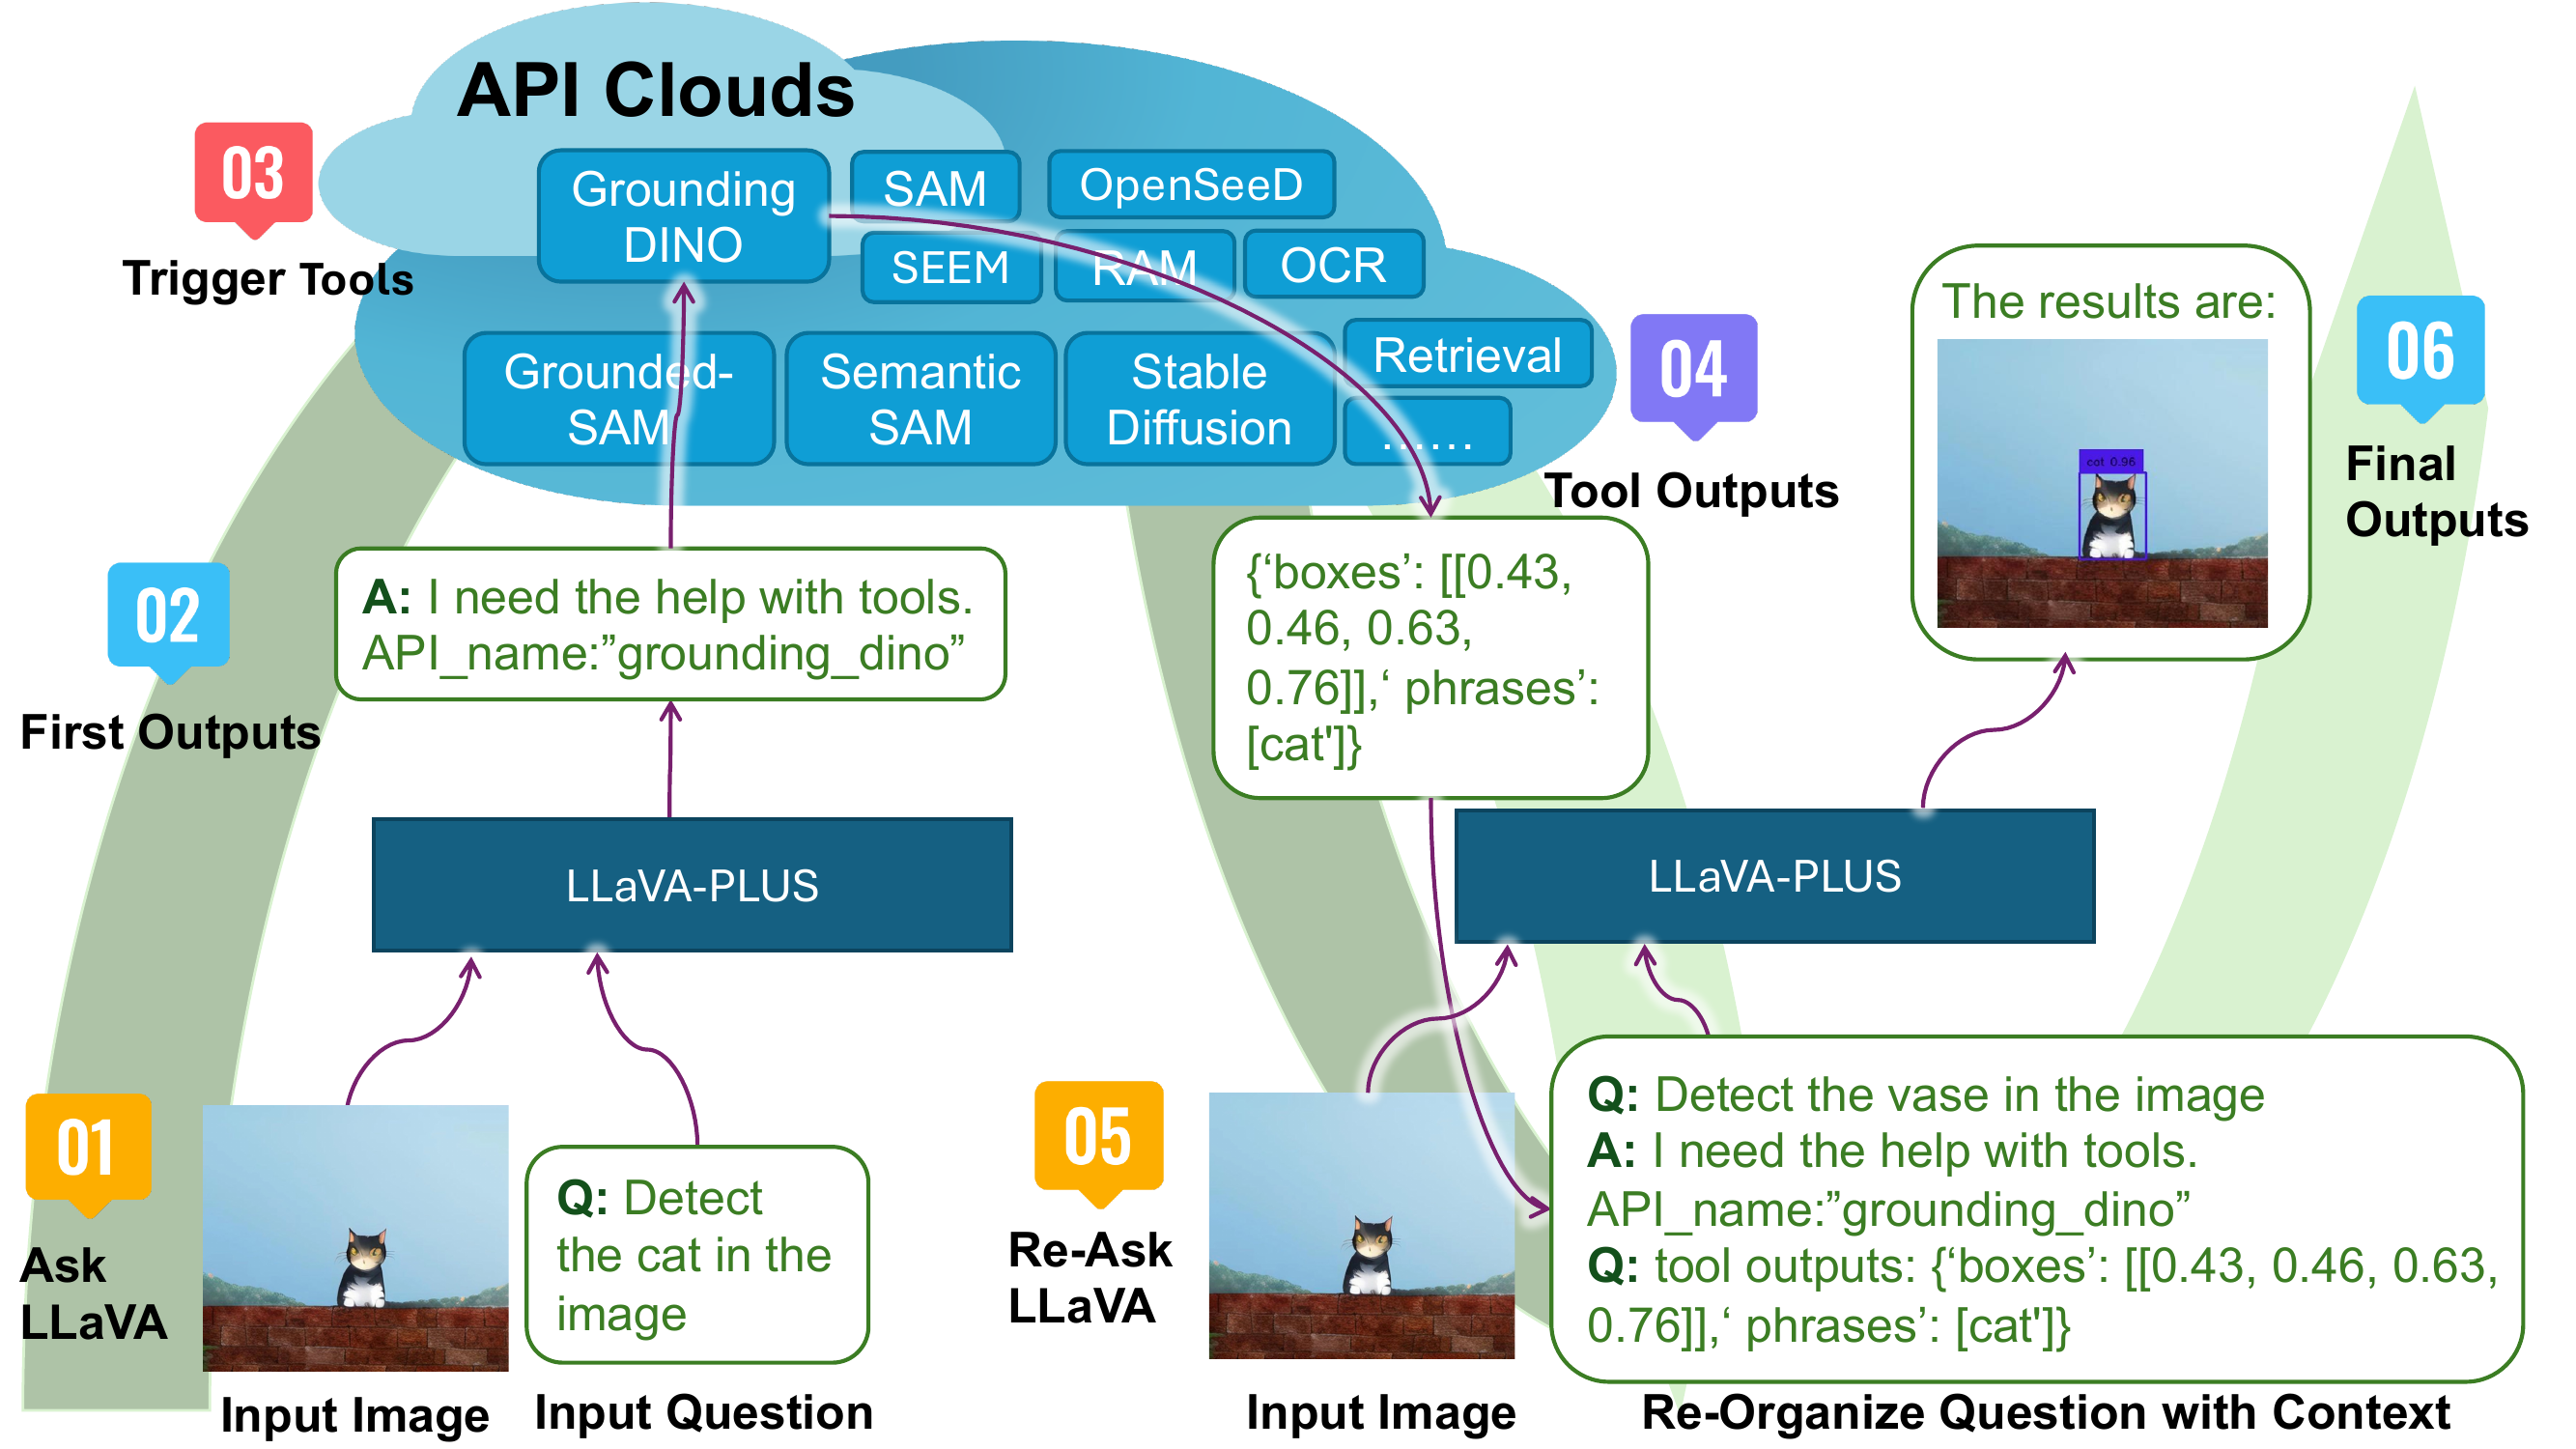 API Clouds
03
Trigger Tools
Grounding
DINO
SAM
OpenSeeD
SEEM
RAM
OCR
Grounded-
SAM
Semantic
SAM
Stable
Diffusion
Retrieval
......
04
Tool Outputs
02
First Outputs
A: I need the help with tools.
API_name:”grounding_dino”
LLaVA-PLUS
01
Ask
LLaVA
Input Image
Q: Detect
the cat in the
image
Input Question
{‘boxes’: [[0.43,
0.46, 0.63,
0.76]],‘ phrases’:
[cat']}
05
Re-Ask
LLaVA
Input Image
LLaVA-PLUS
Q: Detect the vase in the image
A: I need the help with tools.
API_name:”grounding_dino”
Q: tool outputs: {‘boxes’: [[0.43, 0.46, 0.63,
0.76]],‘ phrases’: [cat']}
Re-Organize Question with Context
The results are:
cat 0.96
06
Final
Outputs